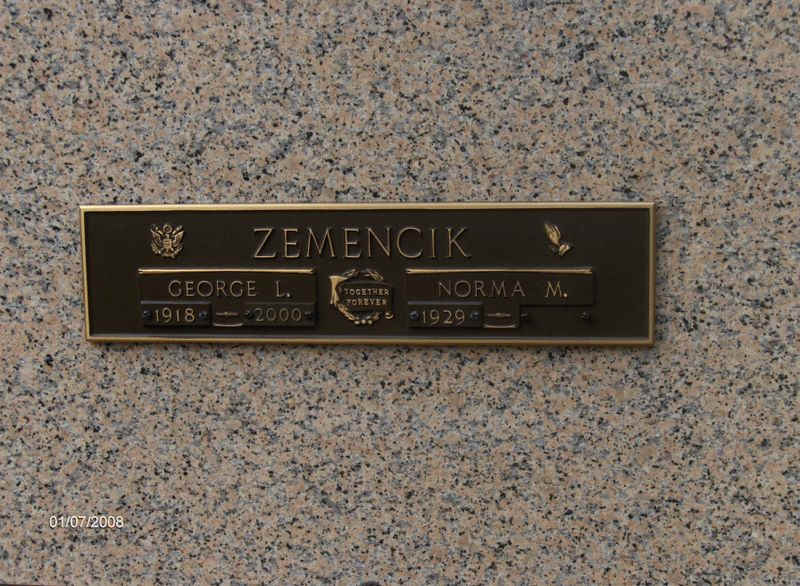 ZEMENCIK
GEORGE L.
1918 2000
TOGETHER
FOREVER
NORMA M.
1929
01/07/2008